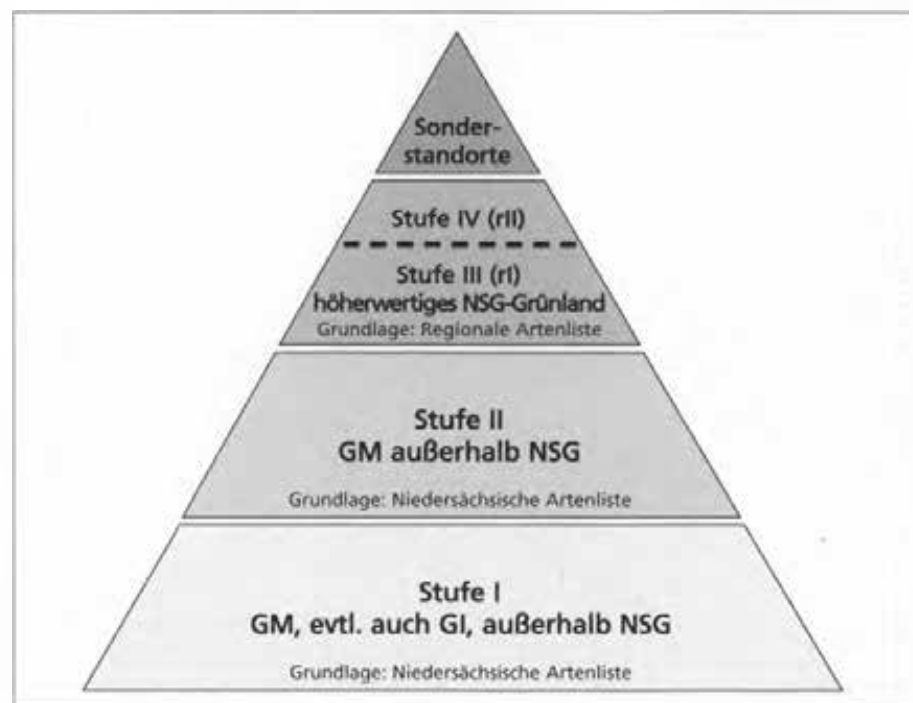 Sonder-
standorte
Stufe IV (rII)
Stufe III (rI)
höherwertiges NSG-Grünland
Grundlage: Regionale Artenliste
Stufe II
GM außerhalb NSG
Grundlage: Niedersächsische Artenliste
Stufe I
GM, evtl. auch GI, außerhalb NSG
Grundlage: Niedersächsische Artenliste